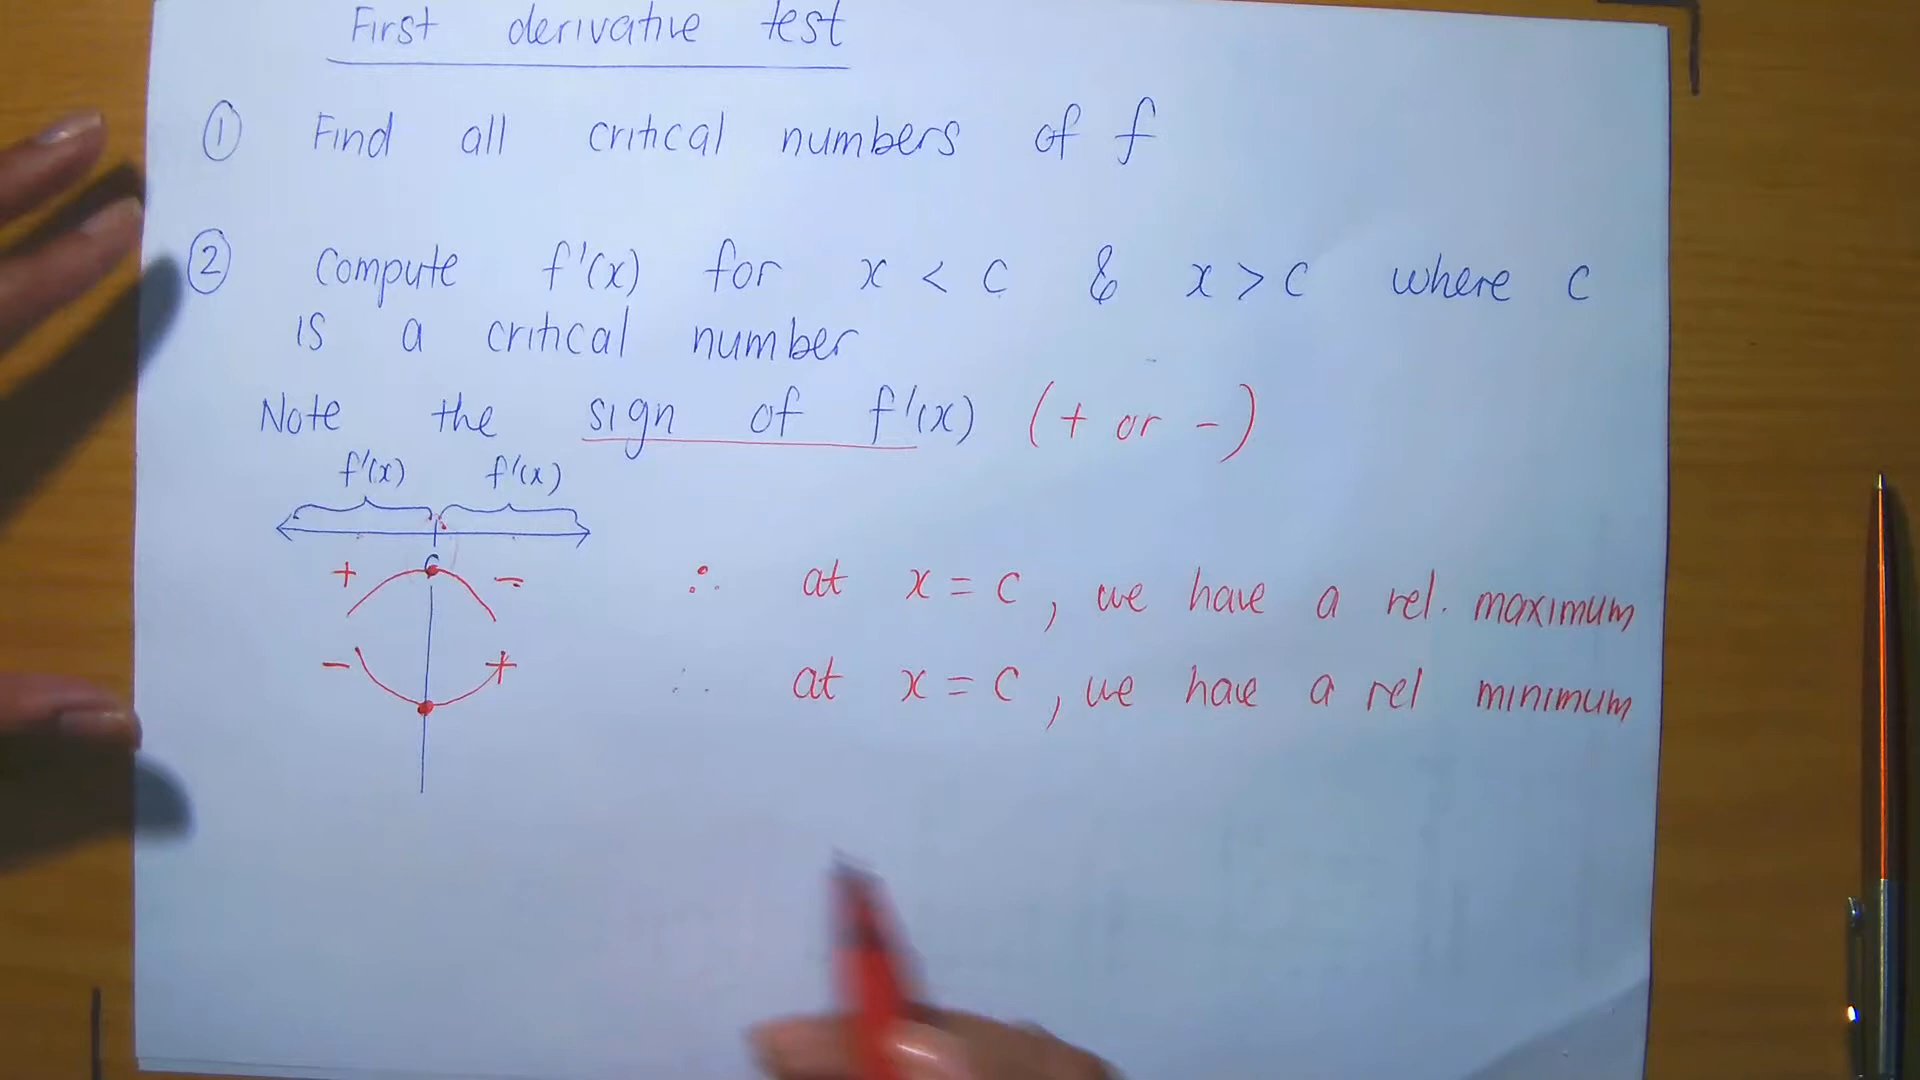 First derivative test
① Find all critical numbers of f
② Compute f'(x) for x < c & x > c where c
is a critical number
Note the sign of f'(x) (+ or -)
f'(x) f'(x)
c
+ -
∴ at x = c, we have a rel. maximum
- +
∴ at x = c, we have a rel minimum